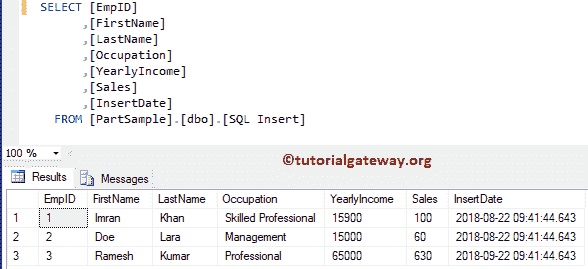 SELECT [EmpID]
,[FirstName]
,[LastName]
,[Occupation]
,[YearlyIncome]
,[Sales]
,[InsertDate]
FROM [PartSample].[dbo].[SQL Insert]
100 %
©tutorialgateway.org
Results Messages
EmpID FirstName LastName Occupation YearlyIncome Sales InsertDate
1 1 Imran Khan Skilled Professional 15900 100 2018-08-22 09:41:44.643
2 2 Doe Lara Management 15000 60 2018-08-22 09:41:44.643
3 3 Ramesh Kumar Professional 65000 630 2018-08-22 09:41:44.643